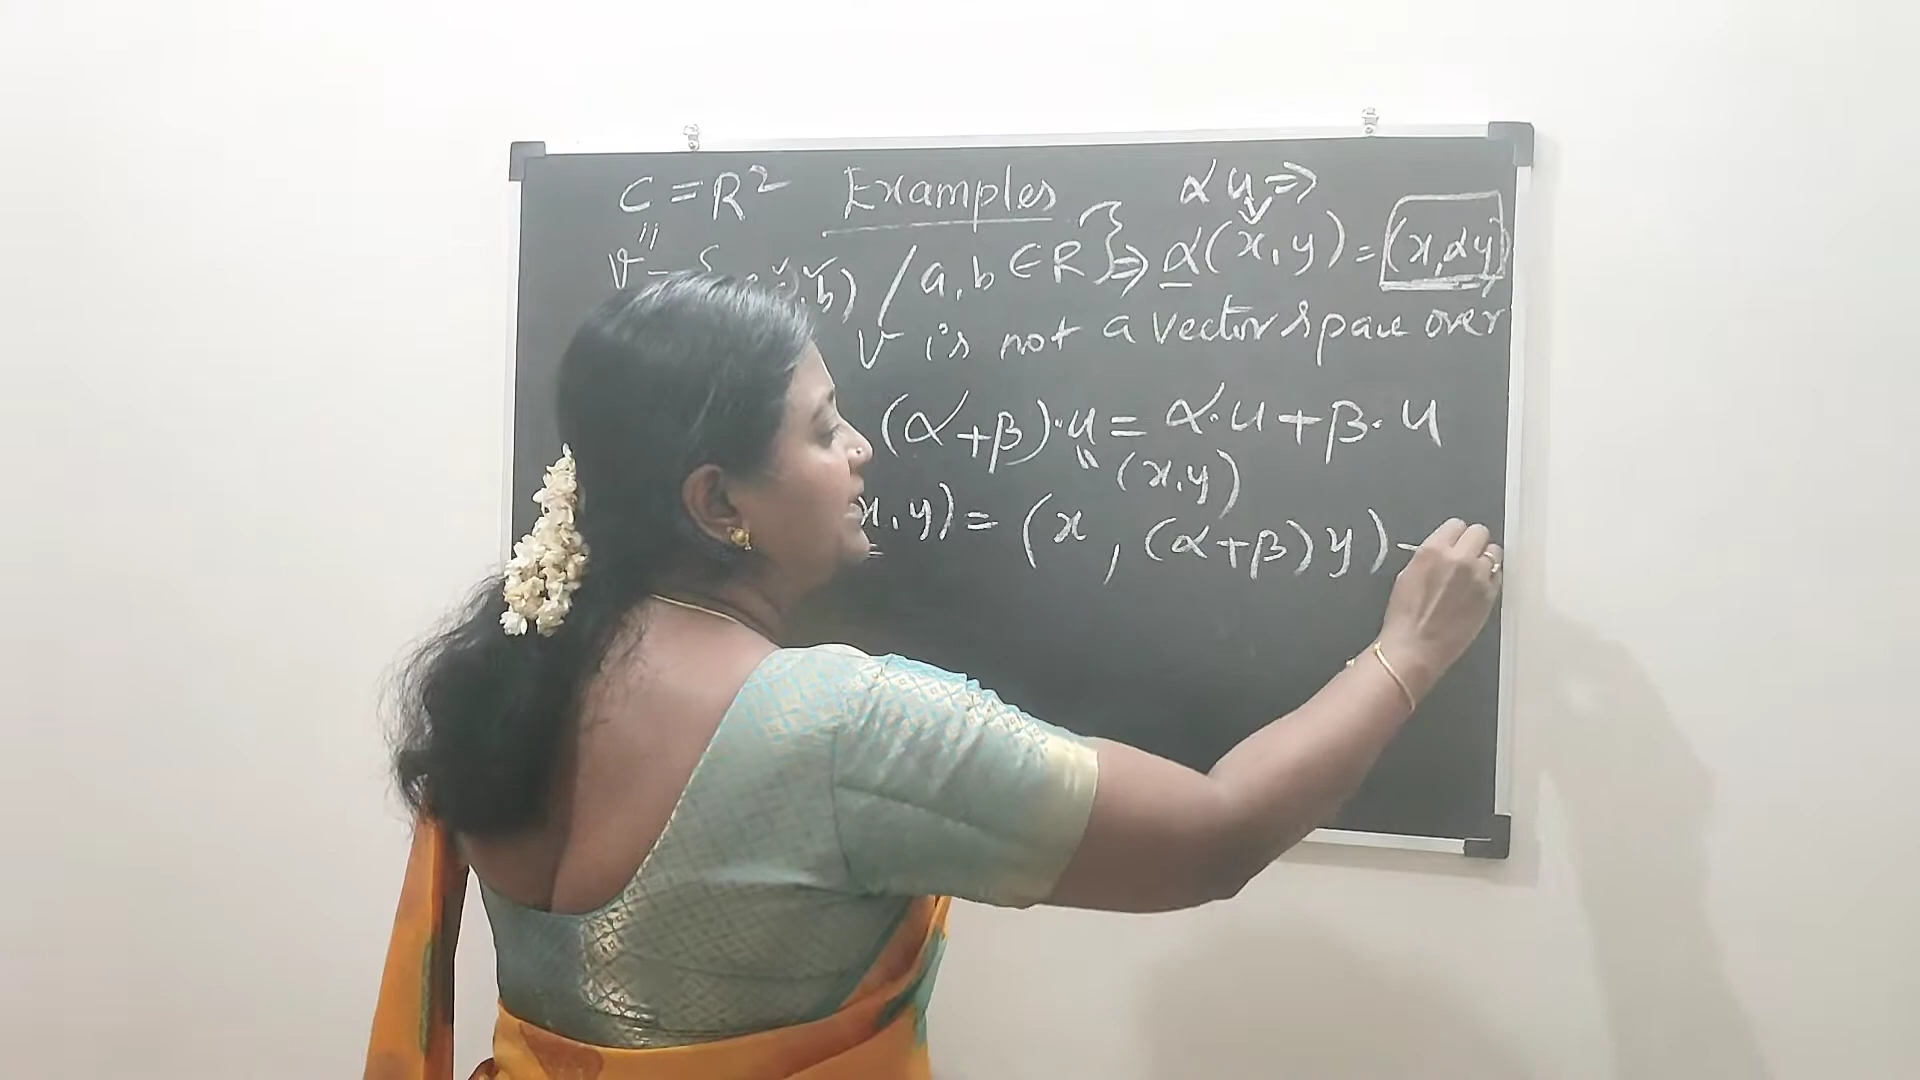 C = R² Examples αu ⇒
"
V = { , b) / a, b ∈ R } ⇒ α(x, y) = (x, αy)
V is not a vector space over
(α+β)·u = α·u + β·u
" (x, y)
x, y) = (x, (α+β)y) –